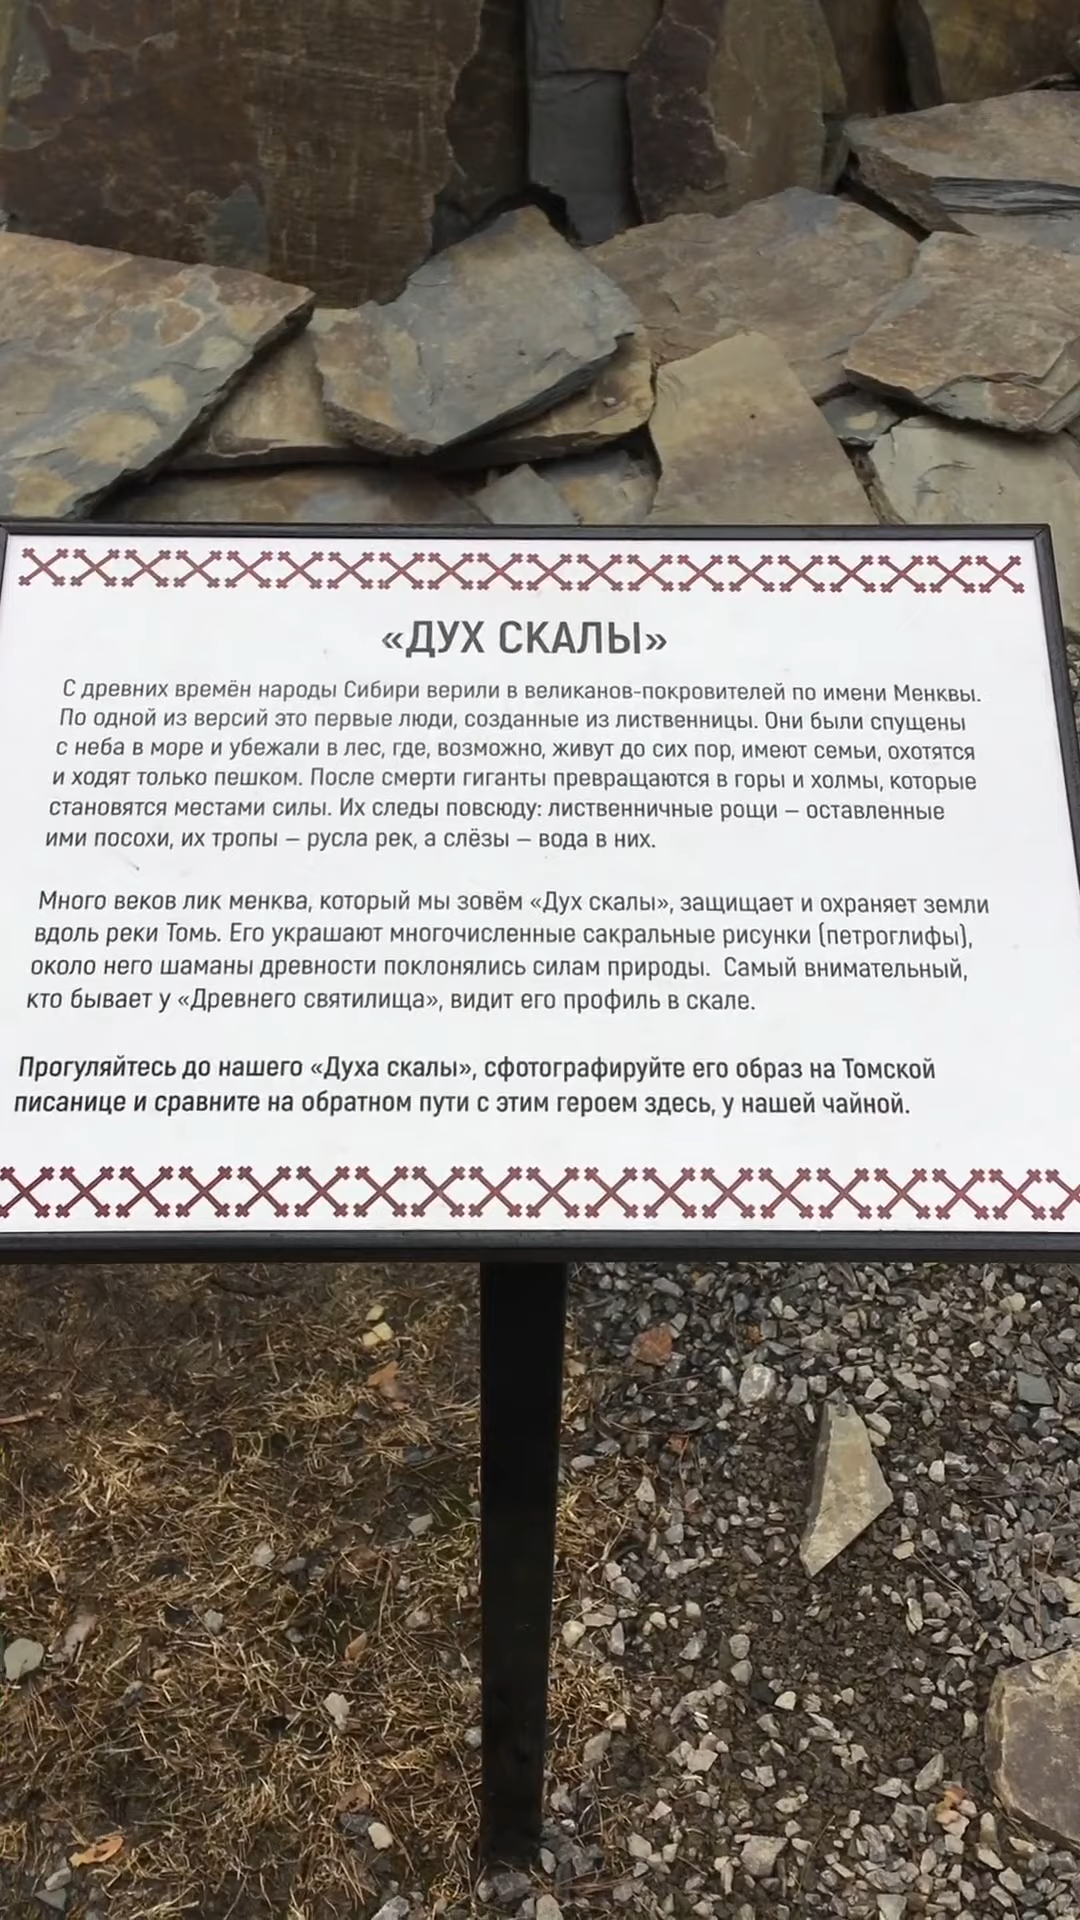 «ДУХ СКАЛЫ»
С древних времён народы Сибири верили в великанов-покровителей по имени Менквы.
По одной из версий это первые люди, созданные из лиственницы. Они были спущены
с неба в море и убежали в лес, где, возможно, живут до сих пор, имеют семьи, охотятся
и ходят только пешком. После смерти гиганты превращаются в горы и холмы, которые
становятся местами силы. Их следы повсюду: лиственничные рощи – оставленные
ими посохи, их тропы – русла рек, а слёзы – вода в них.
Много веков лик менква, который мы зовём «Дух скалы», защищает и охраняет земли
вдоль реки Томь. Его украшают многочисленные сакральные рисунки (петроглифы),
около него шаманы древности поклонялись силам природы. Самый внимательный,
кто бывает у «Древнего святилища», видит его профиль в скале.
Прогуляйтесь до нашего «Духа скалы», сфотографируйте его образ на Томской
писанице и сравните на обратном пути с этим героем здесь, у нашей чайной.